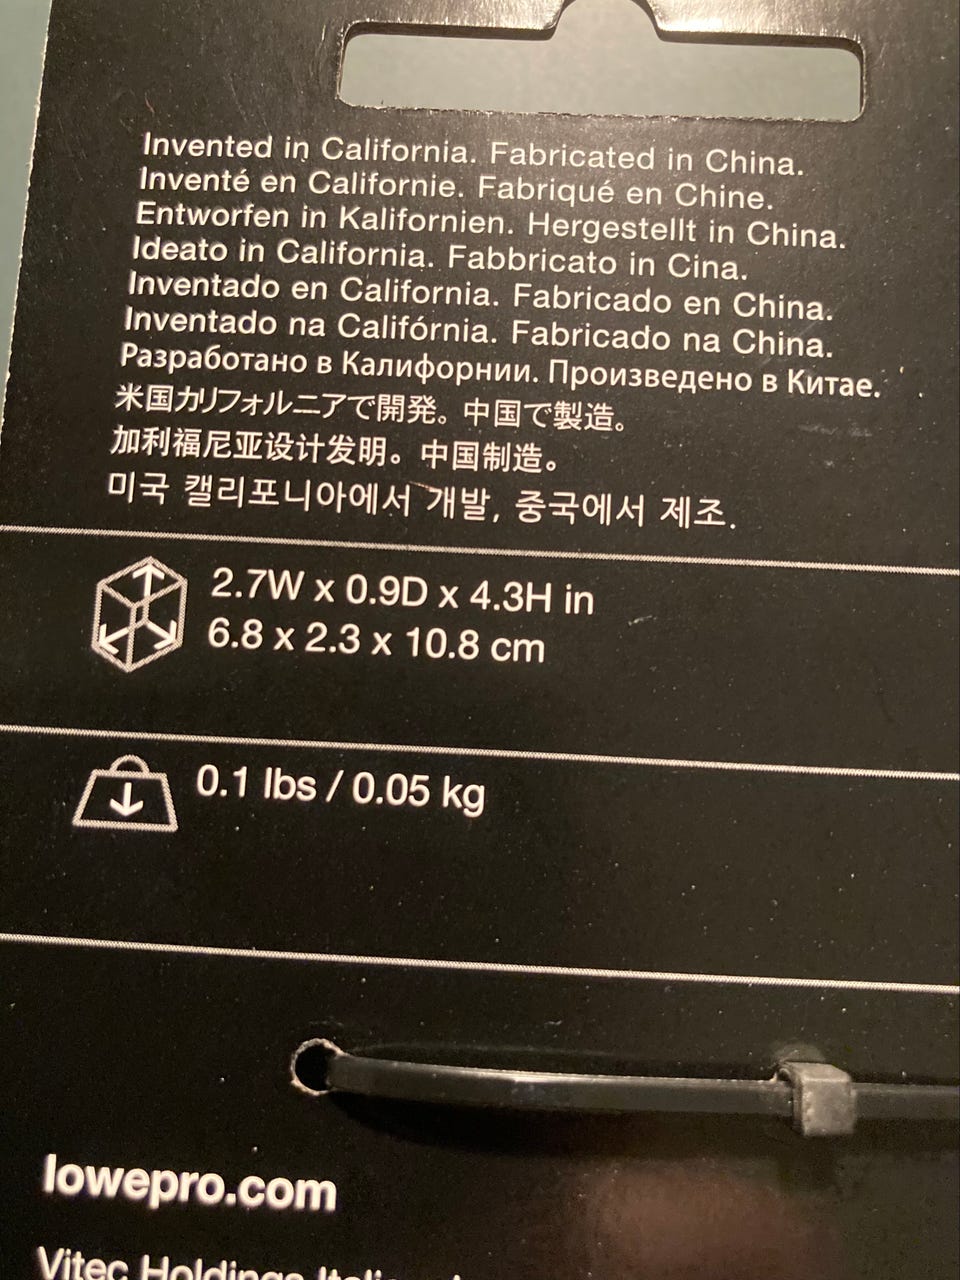 Invented in California. Fabricated in China.
Inventé en Californie. Fabriqué en Chine.
Entworfen in Kalifornien. Hergestellt in China.
Ideato in California. Fabbricato in Cina.
Inventado en California. Fabricado en China.
Inventado na Califórnia. Fabricado na China.
Разработано в Калифорнии. Произведено в Китае.
米国カリフォルニアで開発。中国で製造。
加利福尼亚设计发明。中国制造。
미국 캘리포니아에서 개발, 중국에서 제조.
2.7W x 0.9D x 4.3H in
6.8 x 2.3 x 10.8 cm
0.1 lbs / 0.05 kg
lowepro.com
Vitec Holdings